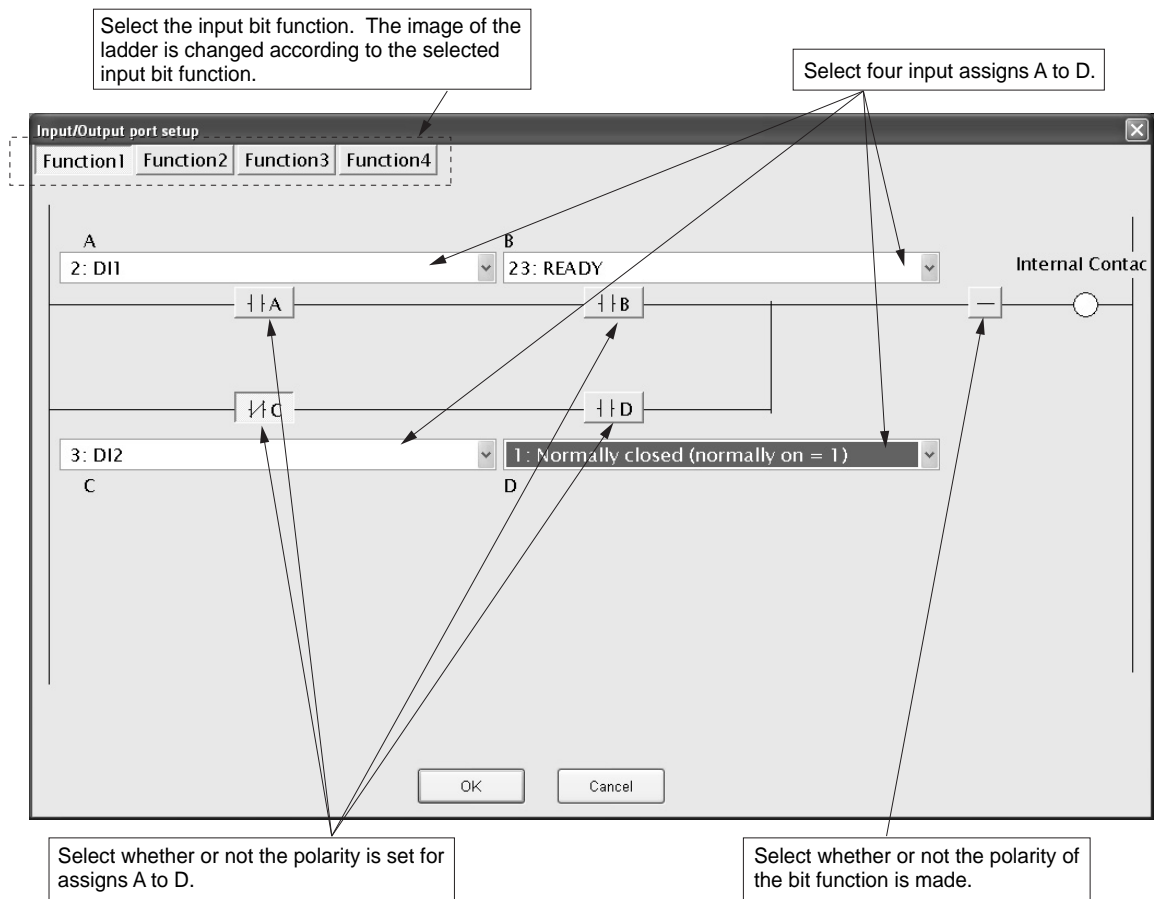 Select the input bit function.  The image of the
ladder is changed according to the selected
input bit function.
Select four input assigns A to D.
Input/Output port setup
Function1 Function2 Function3 Function4
A
B
2: DI1
23: READY
Internal Contac
A
B
C
D
3: DI2
1: Normally closed (normally on = 1)
C
D
OK
Cancel
Select whether or not the polarity is set for
assigns A to D.
Select whether or not the polarity of
the bit function is made.